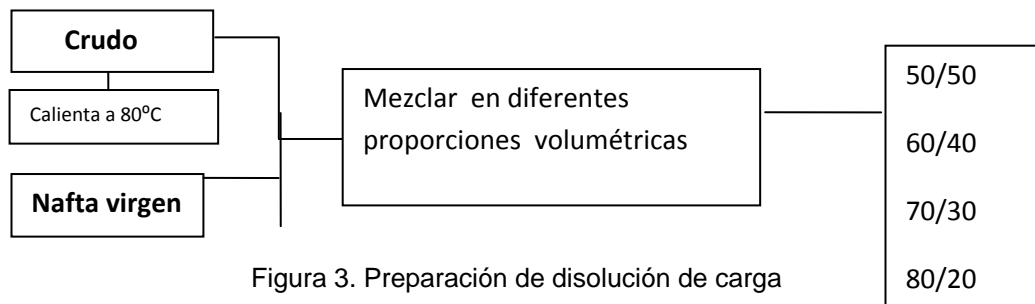 Crudo
Calienta a 80ºC
Nafta virgen
Mezclar en diferentes
proporciones volumétricas
50/50
60/40
70/30
80/20
Figura 3. Preparación de disolución de carga